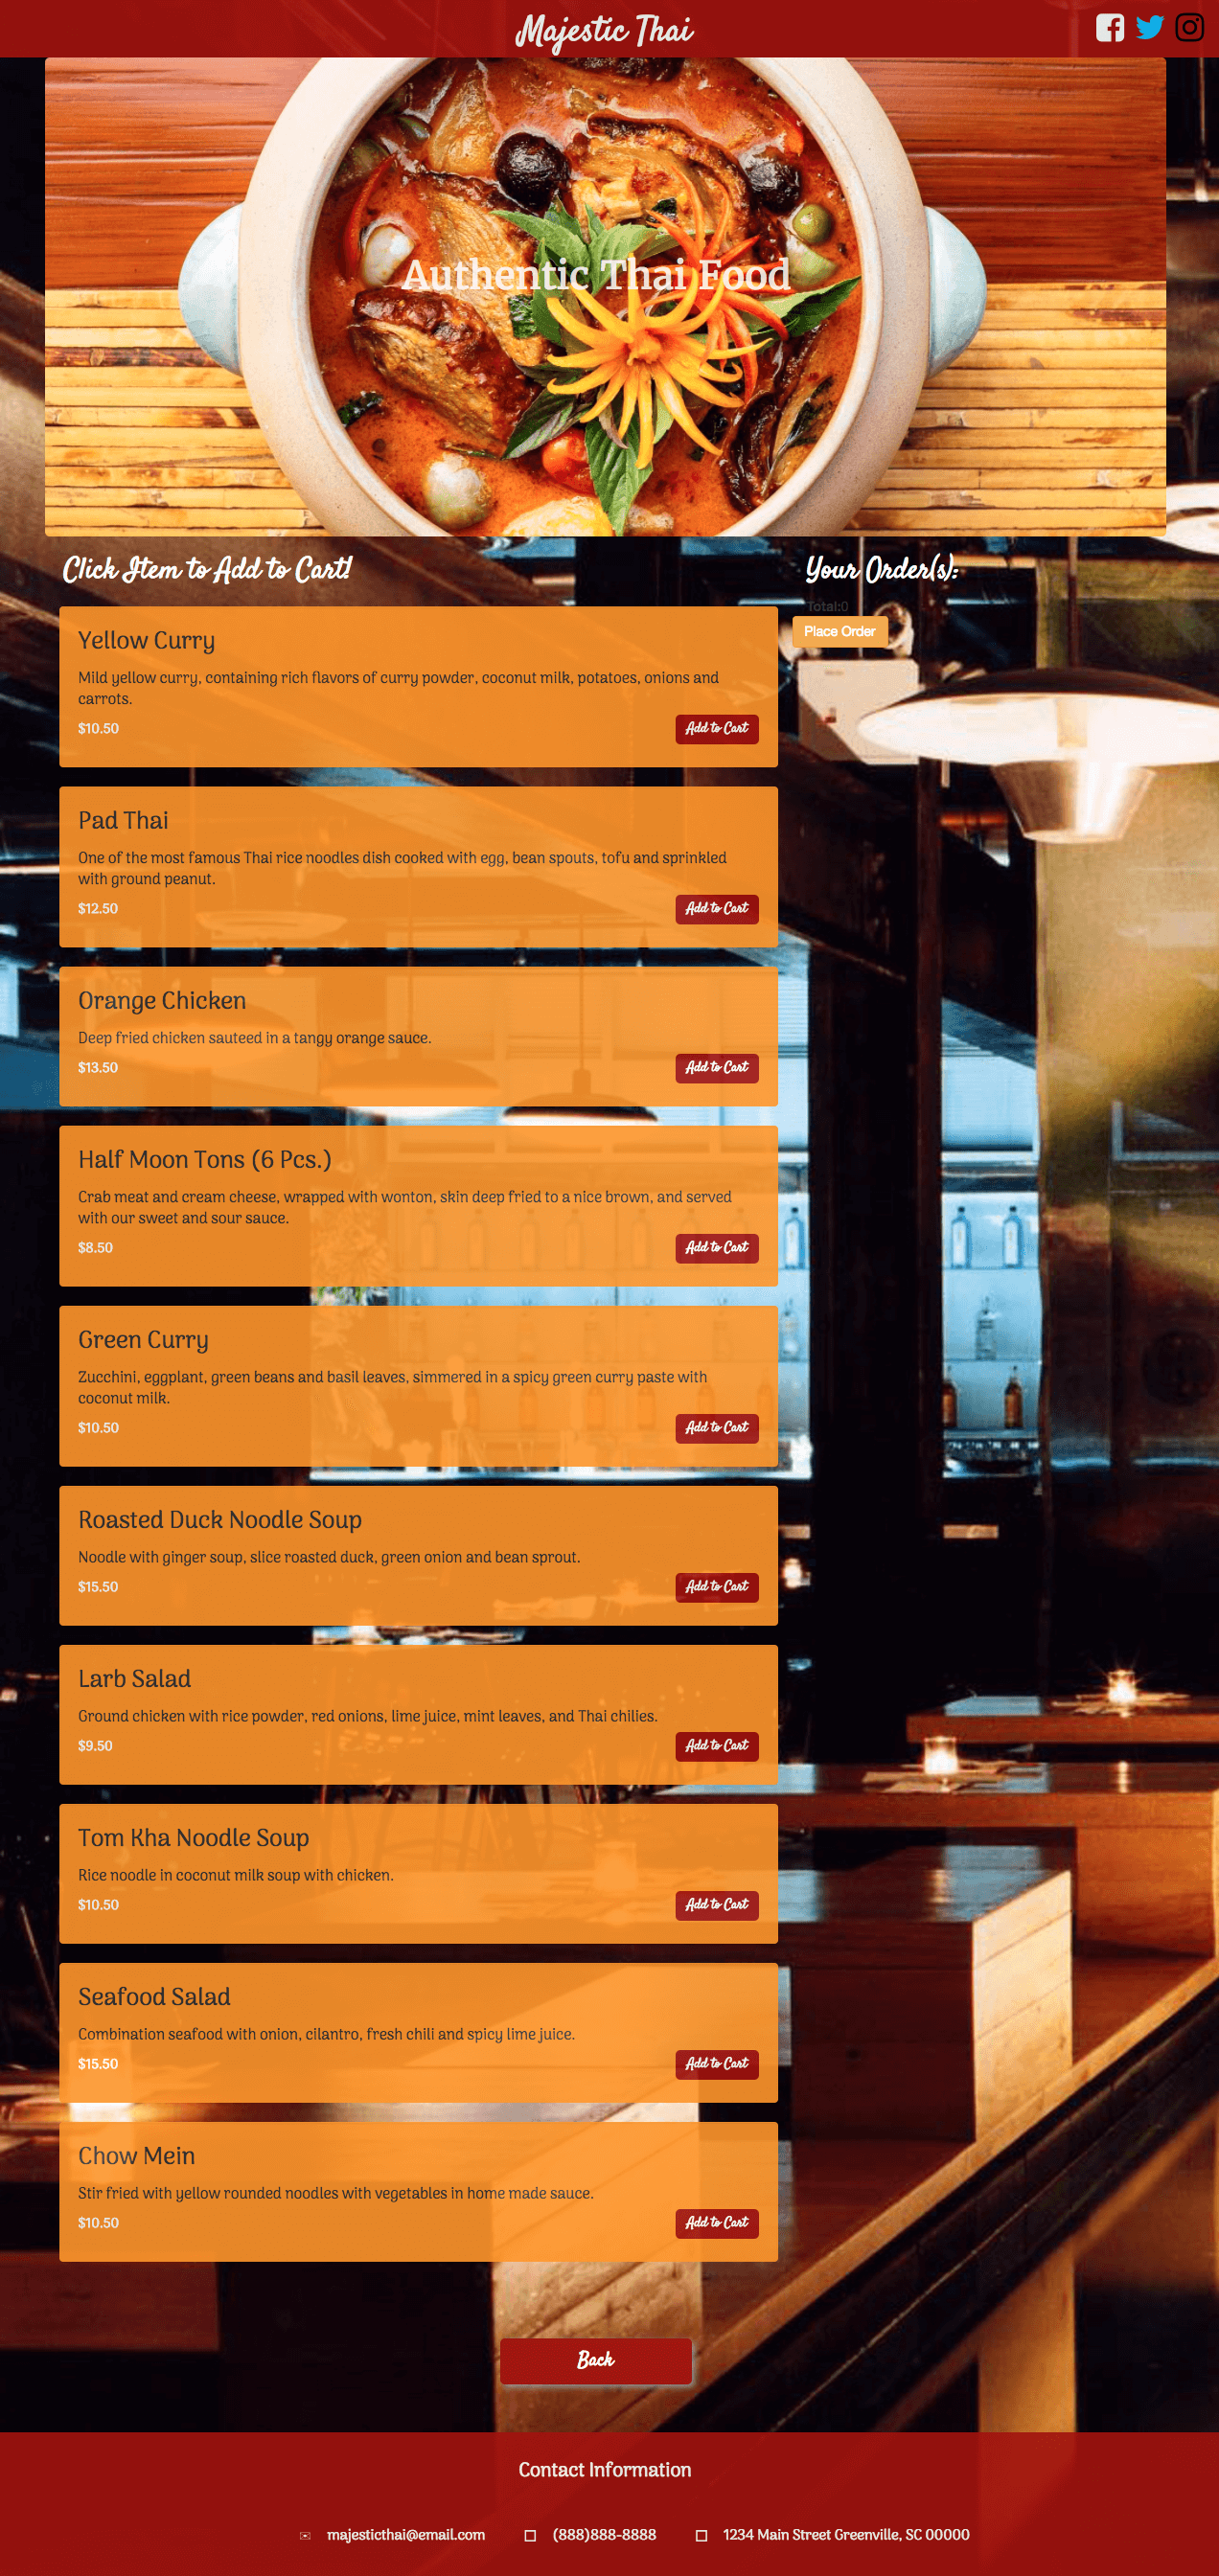 Majestic Thai
Authentic Thai Food
Click Item to Add to Cart!
Your Order(s):
Total:0
Place Order
Yellow Curry
Mild yellow curry, containing rich flavors of curry powder, coconut milk, potatoes, onions and
carrots.
$10.50
Add to Cart
Pad Thai
One of the most famous Thai rice noodles dish cooked with egg, bean spouts, tofu and sprinkled
with ground peanut.
$12.50
Add to Cart
Orange Chicken
Deep fried chicken sauteed in a tangy orange sauce.
$13.50
Add to Cart
Half Moon Tons (6 Pcs.)
Crab meat and cream cheese, wrapped with wonton, skin deep fried to a nice brown, and served
with our sweet and sour sauce.
$8.50
Add to Cart
Green Curry
Zucchini, eggplant, green beans and basil leaves, simmered in a spicy green curry paste with
coconut milk.
$10.50
Add to Cart
Roasted Duck Noodle Soup
Noodle with ginger soup, slice roasted duck, green onion and bean sprout.
$15.50
Add to Cart
Larb Salad
Ground chicken with rice powder, red onions, lime juice, mint leaves, and Thai chilies.
$9.50
Add to Cart
Tom Kha Noodle Soup
Rice noodle in coconut milk soup with chicken.
$10.50
Add to Cart
Seafood Salad
Combination seafood with onion, cilantro, fresh chili and spicy lime juice.
$15.50
Add to Cart
Chow Mein
Stir fried with yellow rounded noodles with vegetables in home made sauce.
$10.50
Add to Cart
Back
Contact Information
majesticthai@email.com
(888)888-8888
1234 Main Street Greenville, SC 00000